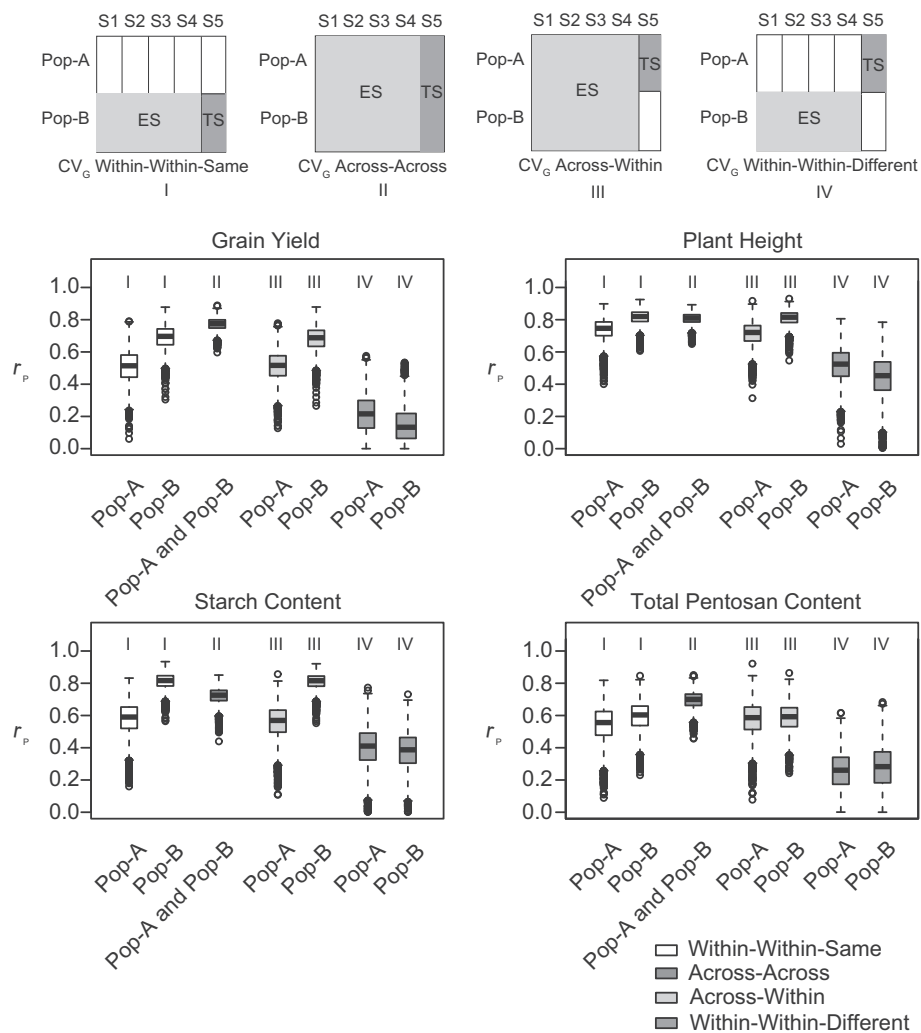 S1 S2 S3 S4 S5
Pop-A
Pop-B
ES
TS
CVG Within-Within-Same
I
S1 S2 S3 S4 S5
Pop-A
Pop-B
ES
TS
CVG Across-Across
II
S1 S2 S3 S4 S5
Pop-A
Pop-B
ES
TS
CVG Across-Within
III
S1 S2 S3 S4 S5
Pop-A
Pop-B
ES
TS
CVG Within-Within-Different
IV
Grain Yield
I I II III III IV IV
1.0
0.8
0.6
0.4
0.2
0.0
rP
Pop-A
Pop-B
Pop-A and Pop-B
Pop-A
Pop-B
Pop-A
Pop-B
Plant Height
I I II III III IV IV
1.0
0.8
0.6
0.4
0.2
0.0
Pop-A
Pop-B
Pop-A and Pop-B
Pop-A
Pop-B
Pop-A
Pop-B
Starch Content
I I II III III IV IV
1.0
0.8
0.6
0.4
0.2
0.0
rP
Pop-A
Pop-B
Pop-A and Pop-B
Pop-A
Pop-B
Pop-A
Pop-B
Total Pentosan Content
I I II III III IV IV
1.0
0.8
0.6
0.4
0.2
0.0
Pop-A
Pop-B
Pop-A and Pop-B
Pop-A
Pop-B
Pop-A
Pop-B
Within-Within-Same
Across-Across
Across-Within
Within-Within-Different